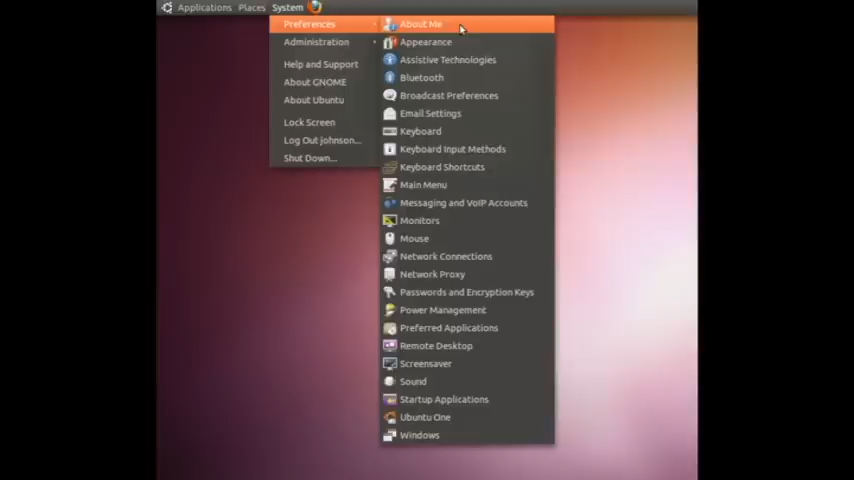 Applications Places System
Preferences
Administration
Help and Support
About GNOME
About Ubuntu
Lock Screen
Log Out johnson...
Shut Down...
About Me
Appearance
Assistive Technologies
Bluetooth
Broadcast Preferences
Email Settings
Keyboard
Keyboard Input Methods
Keyboard Shortcuts
Main Menu
Messaging and VoIP Accounts
Monitors
Mouse
Network Connections
Network Proxy
Passwords and Encryption Keys
Power Management
Preferred Applications
Remote Desktop
Screensaver
Sound
Startup Applications
Ubuntu One
Windows